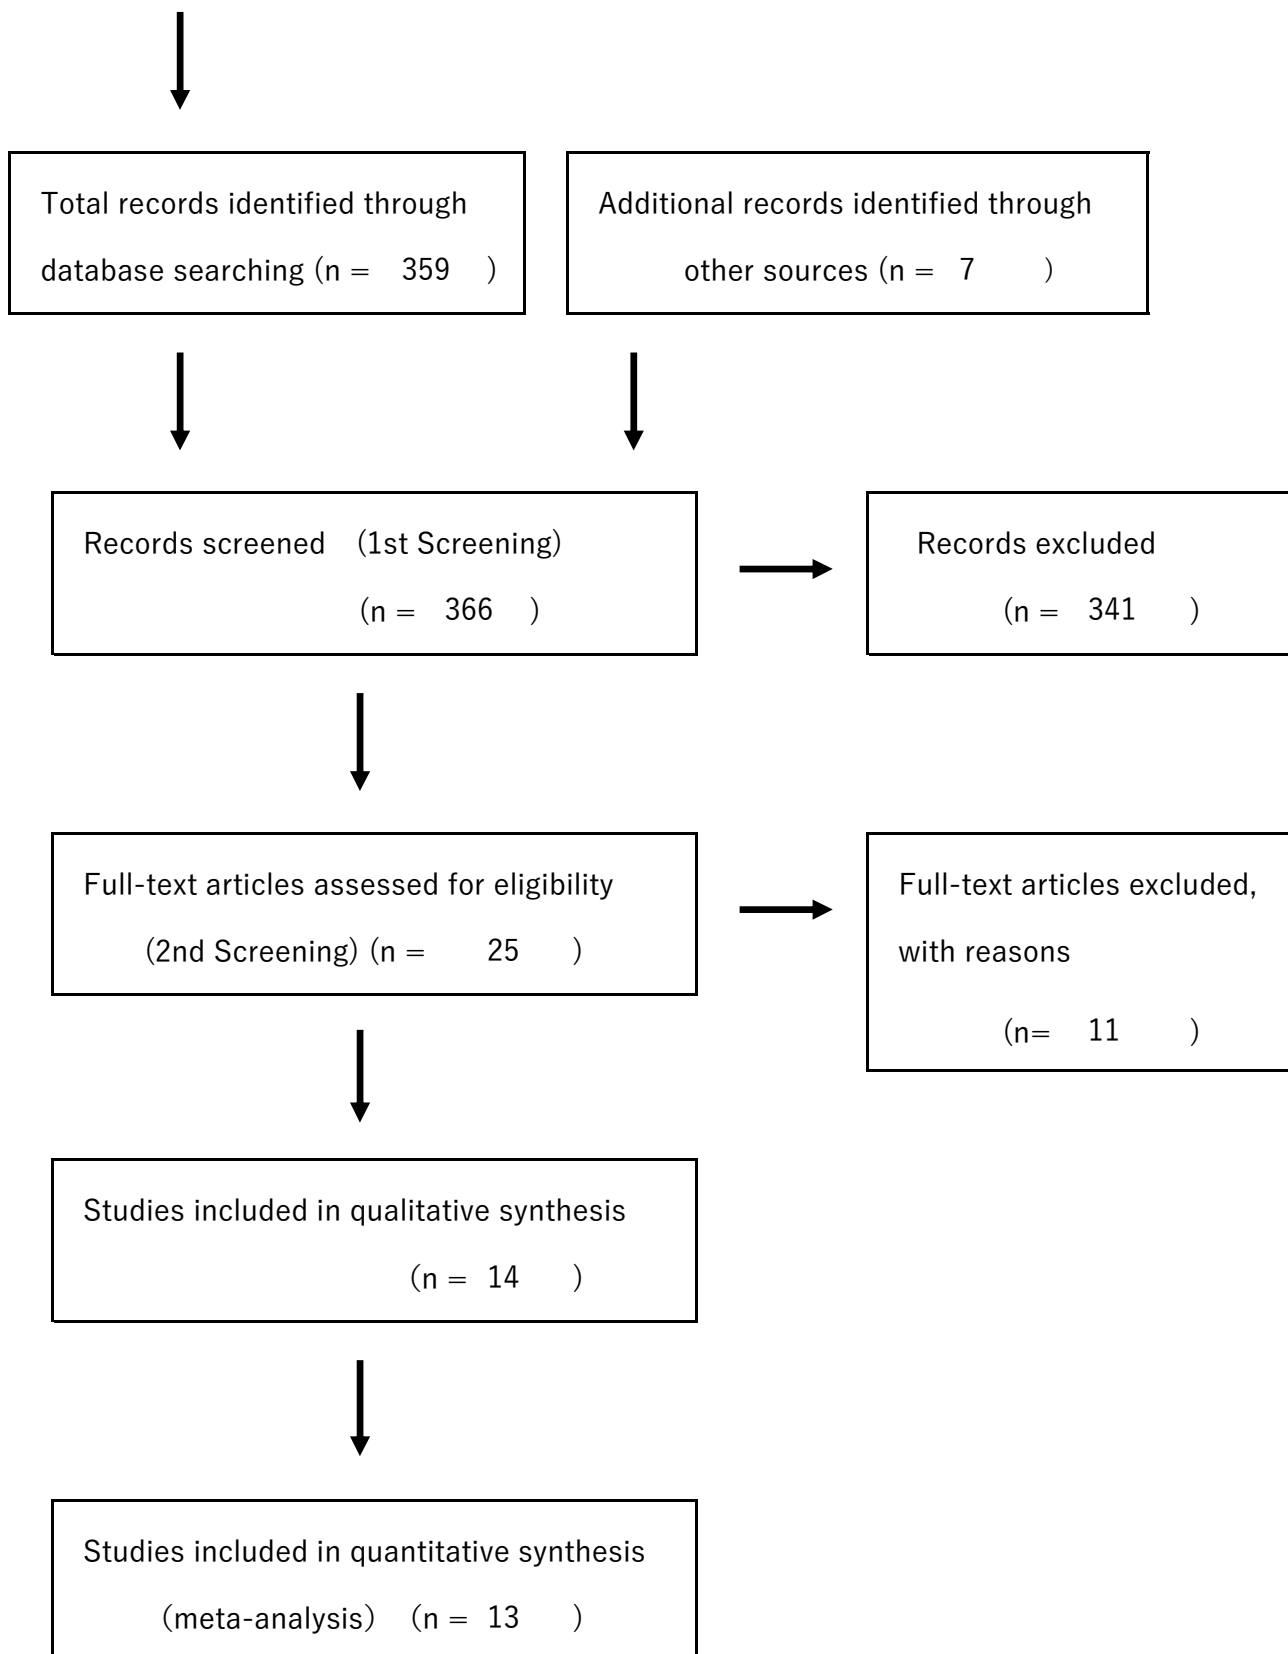 Total records identified through
database searching (n = 359 )
Additional records identified through
other sources (n = 7 )
Records screened (1st Screening)
(n = 366 )
Records excluded
(n = 341 )
Full-text articles assessed for eligibility
(2nd Screening) (n = 25 )
Full-text articles excluded,
with reasons
(n= 11 )
Studies included in qualitative synthesis
(n = 14 )
Studies included in quantitative synthesis
(meta-analysis) (n = 13 )